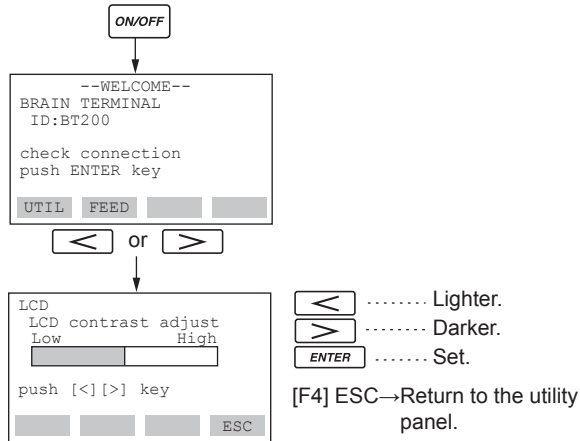 ON/OFF
--WELCOME--
BRAIN TERMINAL
ID:BT200
check connection
push ENTER key
UTIL FEED
< or >
LCD
LCD contrast adjust
Low High
push [<][>] key
ESC
< ........ Lighter.
> ........ Darker.
ENTER ....... Set.
[F4] ESC→Return to the utility
panel.